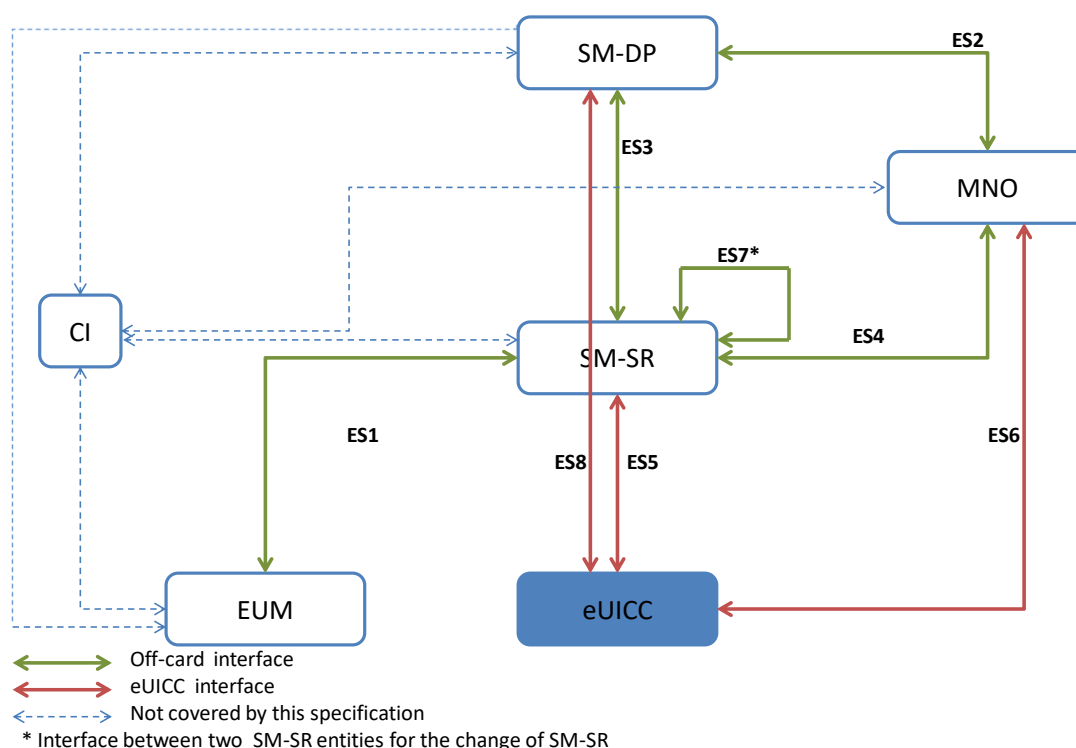 SM-DP
ES2
ES3
MNO
ES7*
CI
SM-SR
ES4
ES1
ES8
ES5
ES6
EUM
eUICC
Off-card interface
eUICC interface
Not covered by this specification
* Interface between two SM-SR entities for the change of SM-SR